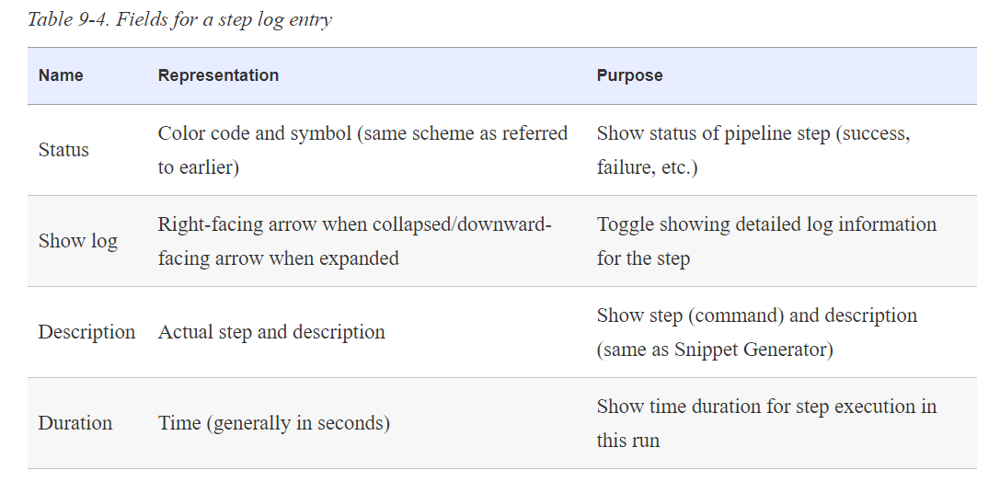 Table 9-4. Fields for a step log entry
Name Representation Purpose
Status
Color code and symbol (same scheme as referred
to earlier)
Show status of pipeline step (success,
failure, etc.)
Show log
Right-facing arrow when collapsed/downward-
facing arrow when expanded
Toggle showing detailed log information
for the step
Description
Actual step and description
Show step (command) and description
(same as Snippet Generator)
Duration
Time (generally in seconds)
Show time duration for step execution in
this run